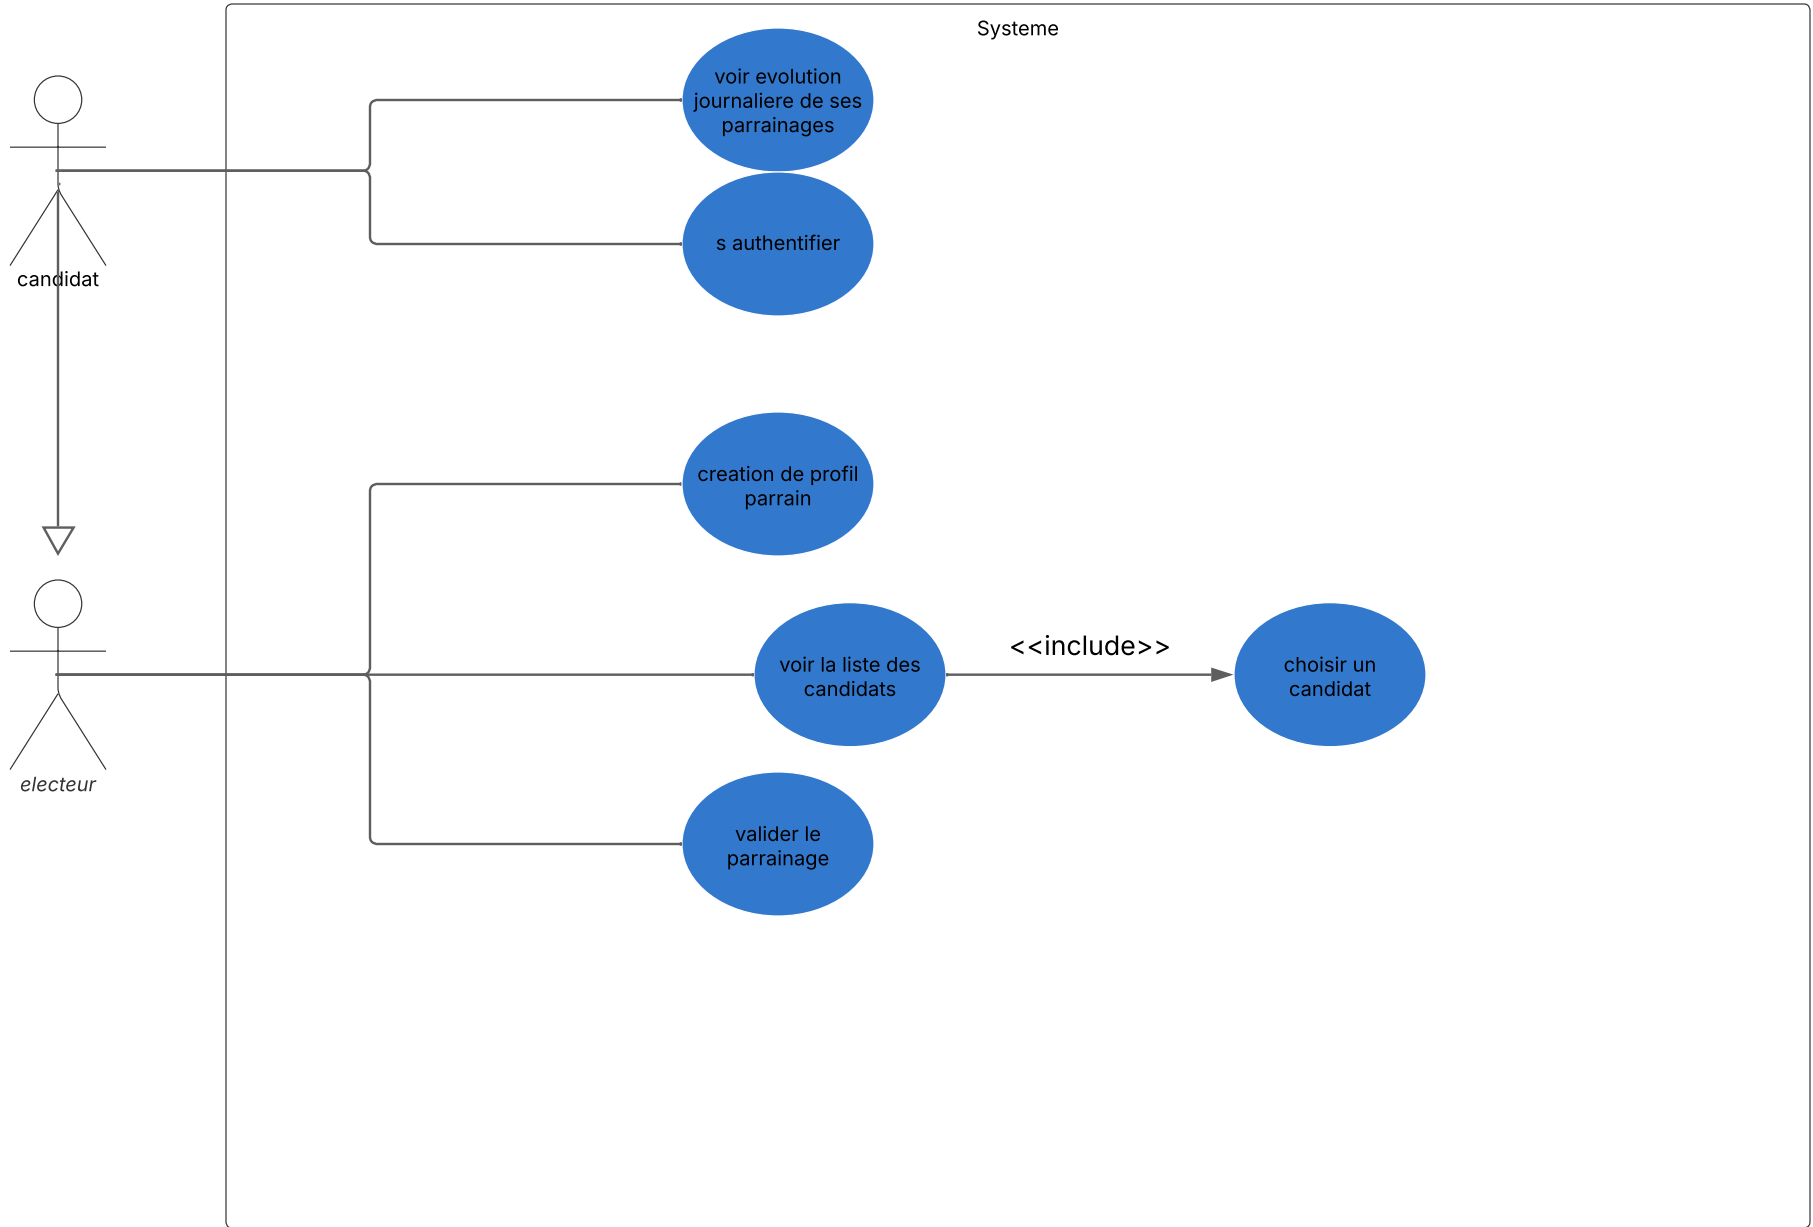 Systeme
voir evolution
journaliere de ses
parrainages
s authentifier
candidat
creation de profil
parrain
<<include>>
voir la liste des
candidats
choisir un
candidat
electeur
valider le
parrainage